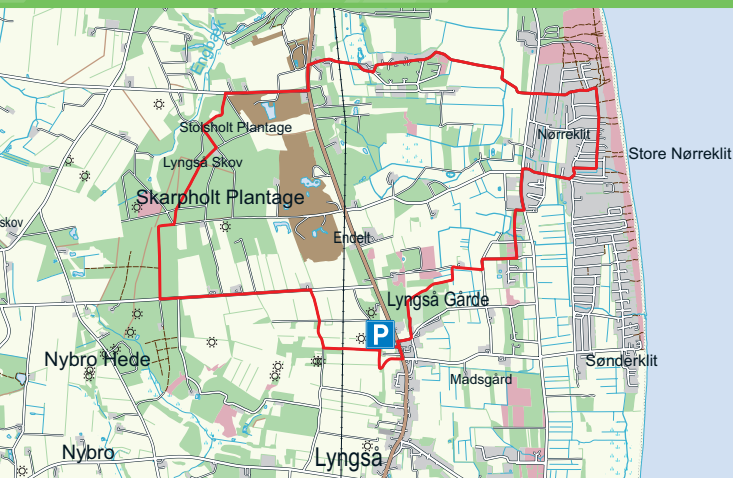 Engbæk
Stolsholt Plantage
Nørreklit
Store Nørreklit
Lyngså Skov
Skarpholt Plantage
skov
Endelt
Lyngså Gårde
P
Nybro Hede
Sønderklit
Madsgård
Nybro
Lyngså